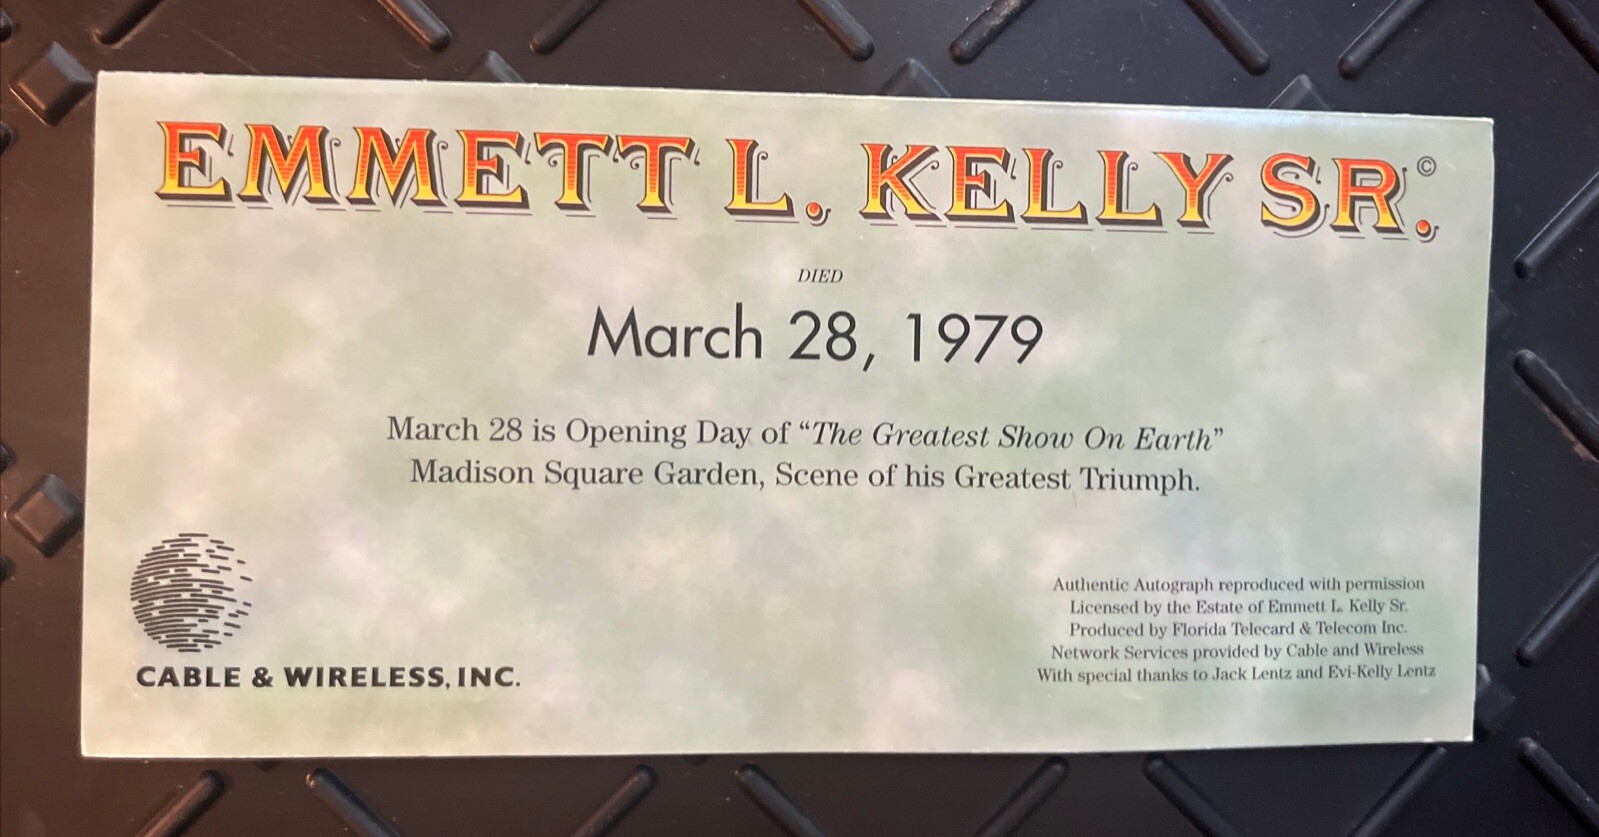 EMMETT L. KELLY SR.©
DIED
March 28, 1979
March 28 is Opening Day of “The Greatest Show On Earth”
Madison Square Garden, Scene of his Greatest Triumph.
CABLE & WIRELESS, INC.
Authentic Autograph reproduced with permission
Licensed by the Estate of Emmett L. Kelly Sr.
Produced by Florida Telecard & Telecom Inc.
Network Services provided by Cable and Wireless
With special thanks to Jack Lentz and Evi-Kelly Lentz